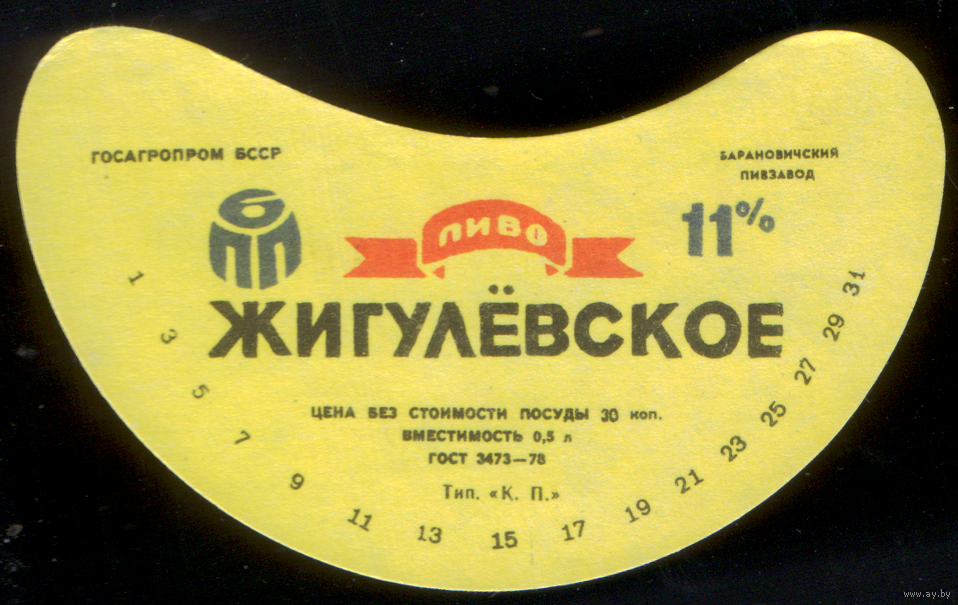 ГОСАГРОПРОМ БССР
БАРАНОВИЧСКИЙ
ПИВЗАВОД
БПП
ПИВО
11%
ЖИГУЛЁВСКОЕ
ЦЕНА БЕЗ СТОИМОСТИ ПОСУДЫ 30 коп.
ВМЕСТИМОСТЬ 0,5 л
ГОСТ 3473—78
Тип. «К. П.»
1 3 5 7 9 11 13 15 17 19 21 23 25 27 29 31
www.ay.by